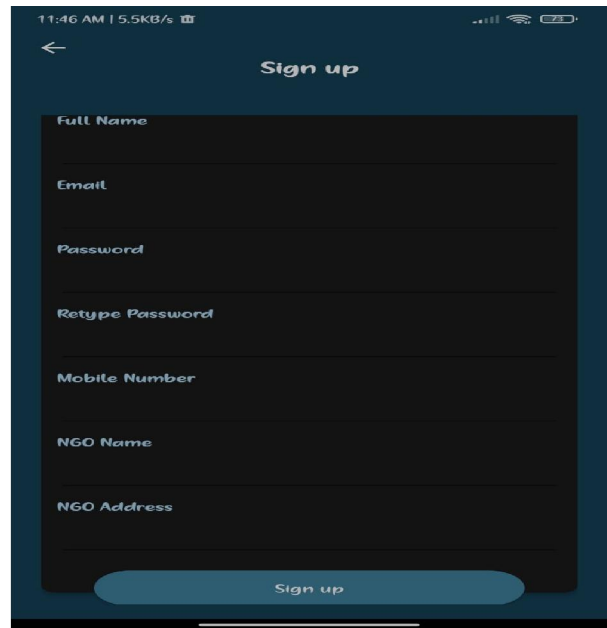 11:46 AM | 5.5KB/s
73
Sign up
Full Name
Email
Password
Retype Password
Mobile Number
NGO Name
NGO Address
Sign up